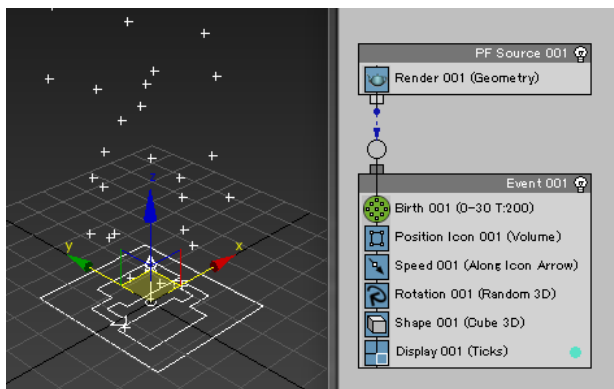 PF Source 001
Render 001 (Geometry)
Event 001
Birth 001 (0-30 T:200)
Position Icon 001 (Volume)
Speed 001 (Along Icon Arrow)
Rotation 001 (Random 3D)
Shape 001 (Cube 3D)
Display 001 (Ticks)
z
y
x